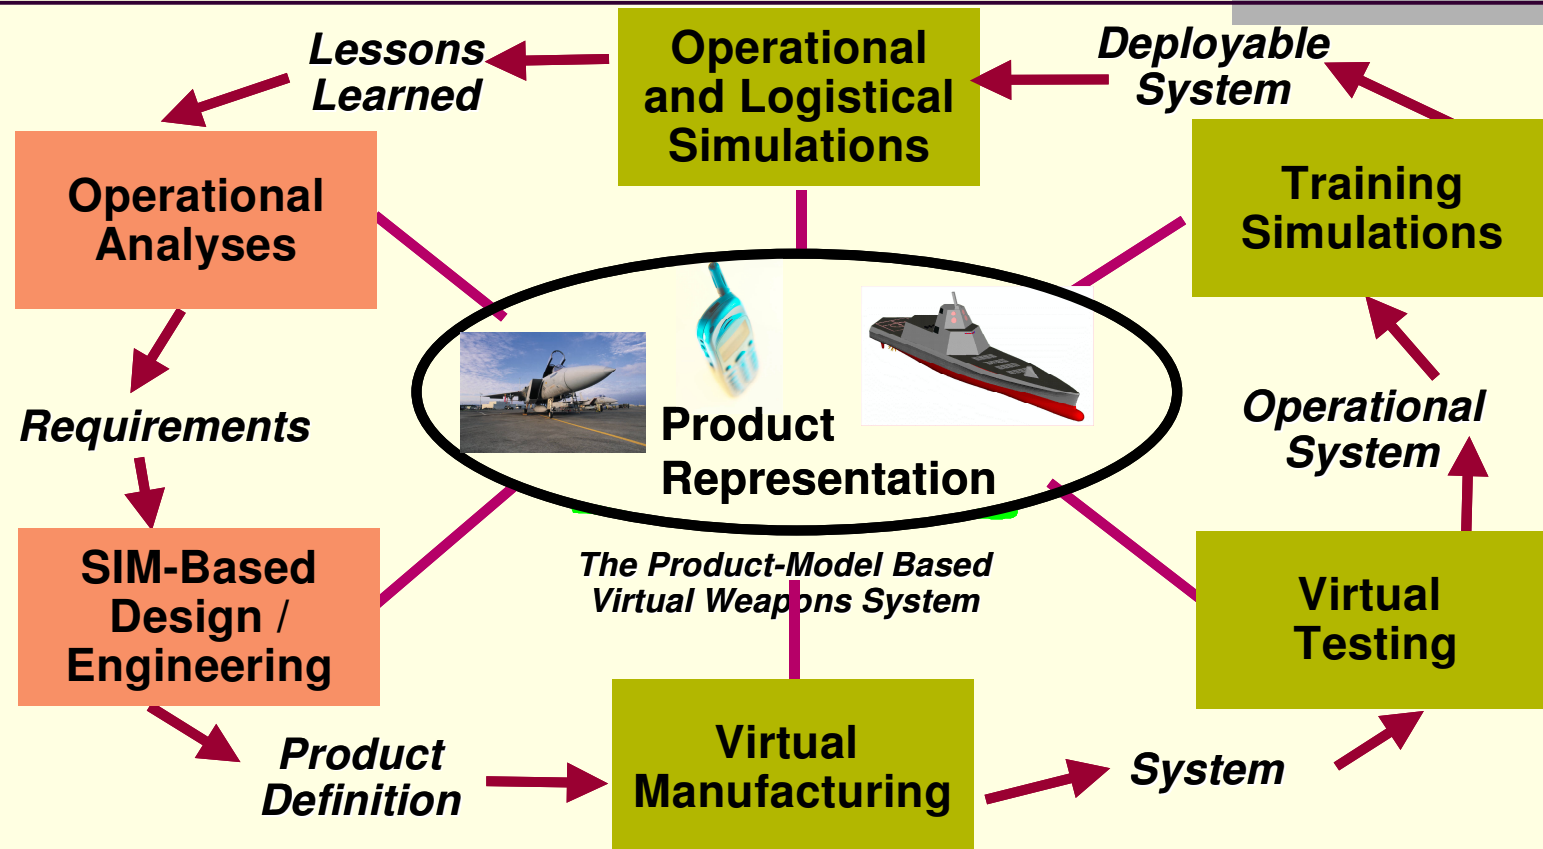 Lessons
Learned
Operational
and Logistical
Simulations
Deployable
System
Operational
Analyses
Training
Simulations
Requirements
Product
Representation
Operational
System
SIM-Based
Design /
Engineering
The Product-Model Based
Virtual Weapons System
Virtual
Testing
Product
Definition
Virtual
Manufacturing
System